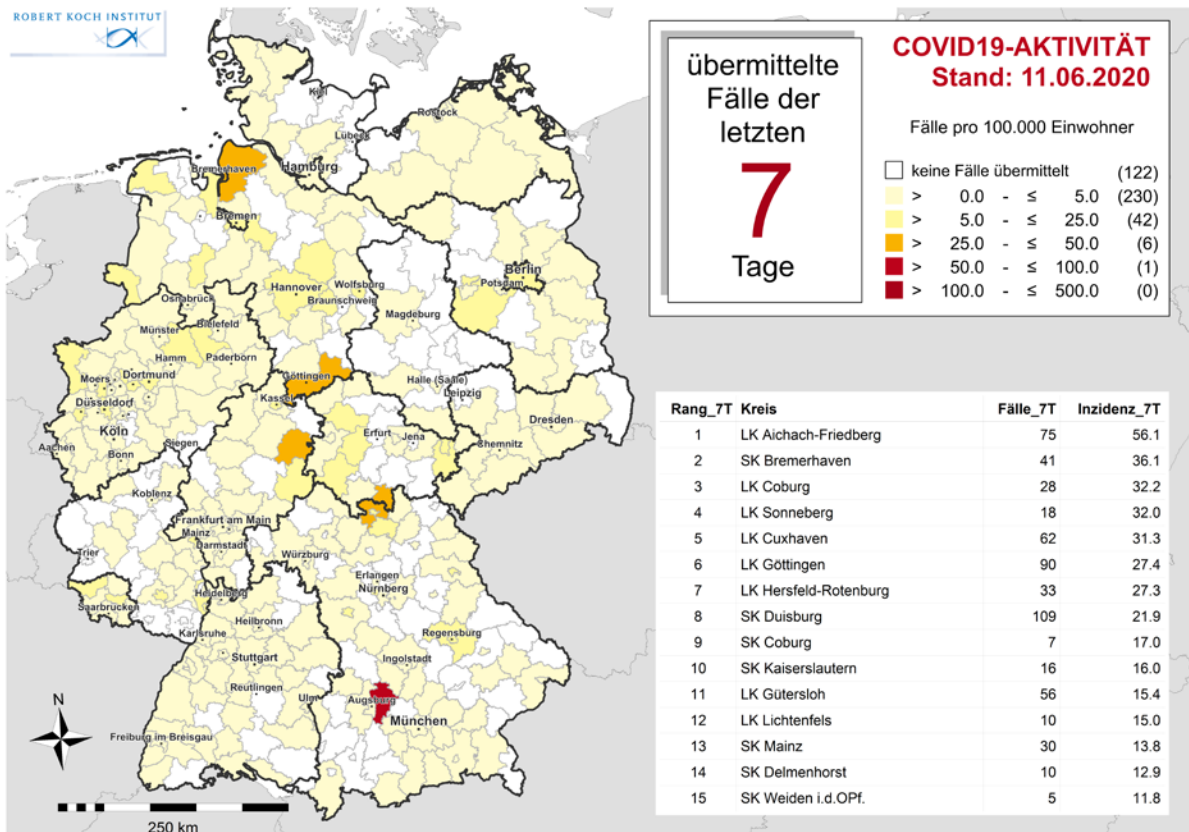 ROBERT KOCH INSTITUT
übermittelte
Fälle der
letzten
7
Tage
COVID19-AKTIVITÄT
Stand: 11.06.2020
Fälle pro 100.000 Einwohner
keine Fälle übermittelt (122)
> 0.0 - ≤ 5.0 (230)
> 5.0 - ≤ 25.0 (42)
> 25.0 - ≤ 50.0 (6)
> 50.0 - ≤ 100.0 (1)
> 100.0 - ≤ 500.0 (0)
Kiel
Rostock
Lübeck
Hamburg
Bremerhaven
Bremen
Berlin
Potsdam
Hannover
Wolfsburg
Braunschweig
Osnabrück
Magdeburg
Münster
Bielefeld
Hamm
Paderborn
Göttingen
Moers
Dortmund
Kassel
Halle (Saale)
Leipzig
Düsseldorf
Dresden
Köln
Erfurt
Jena
Chemnitz
Siegen
Aachen
Bonn
Koblenz
Frankfurt am Main
Mainz
Darmstadt
Trier
Würzburg
Erlangen
Nürnberg
Heidelberg
Saarbrücken
Heilbronn
Karlsruhe
Regensburg
Stuttgart
Ingolstadt
Reutlingen
Ulm
Augsburg
München
Freiburg im Breisgau
N
250 km
Rang_7T Kreis Fälle_7T Inzidenz_7T
1 LK Aichach-Friedberg 75 56.1
2 SK Bremerhaven 41 36.1
3 LK Coburg 28 32.2
4 LK Sonneberg 18 32.0
5 LK Cuxhaven 62 31.3
6 LK Göttingen 90 27.4
7 LK Hersfeld-Rotenburg 33 27.3
8 SK Duisburg 109 21.9
9 SK Coburg 7 17.0
10 SK Kaiserslautern 16 16.0
11 LK Gütersloh 56 15.4
12 LK Lichtenfels 10 15.0
13 SK Mainz 30 13.8
14 SK Delmenhorst 10 12.9
15 SK Weiden i.d.OPf. 5 11.8